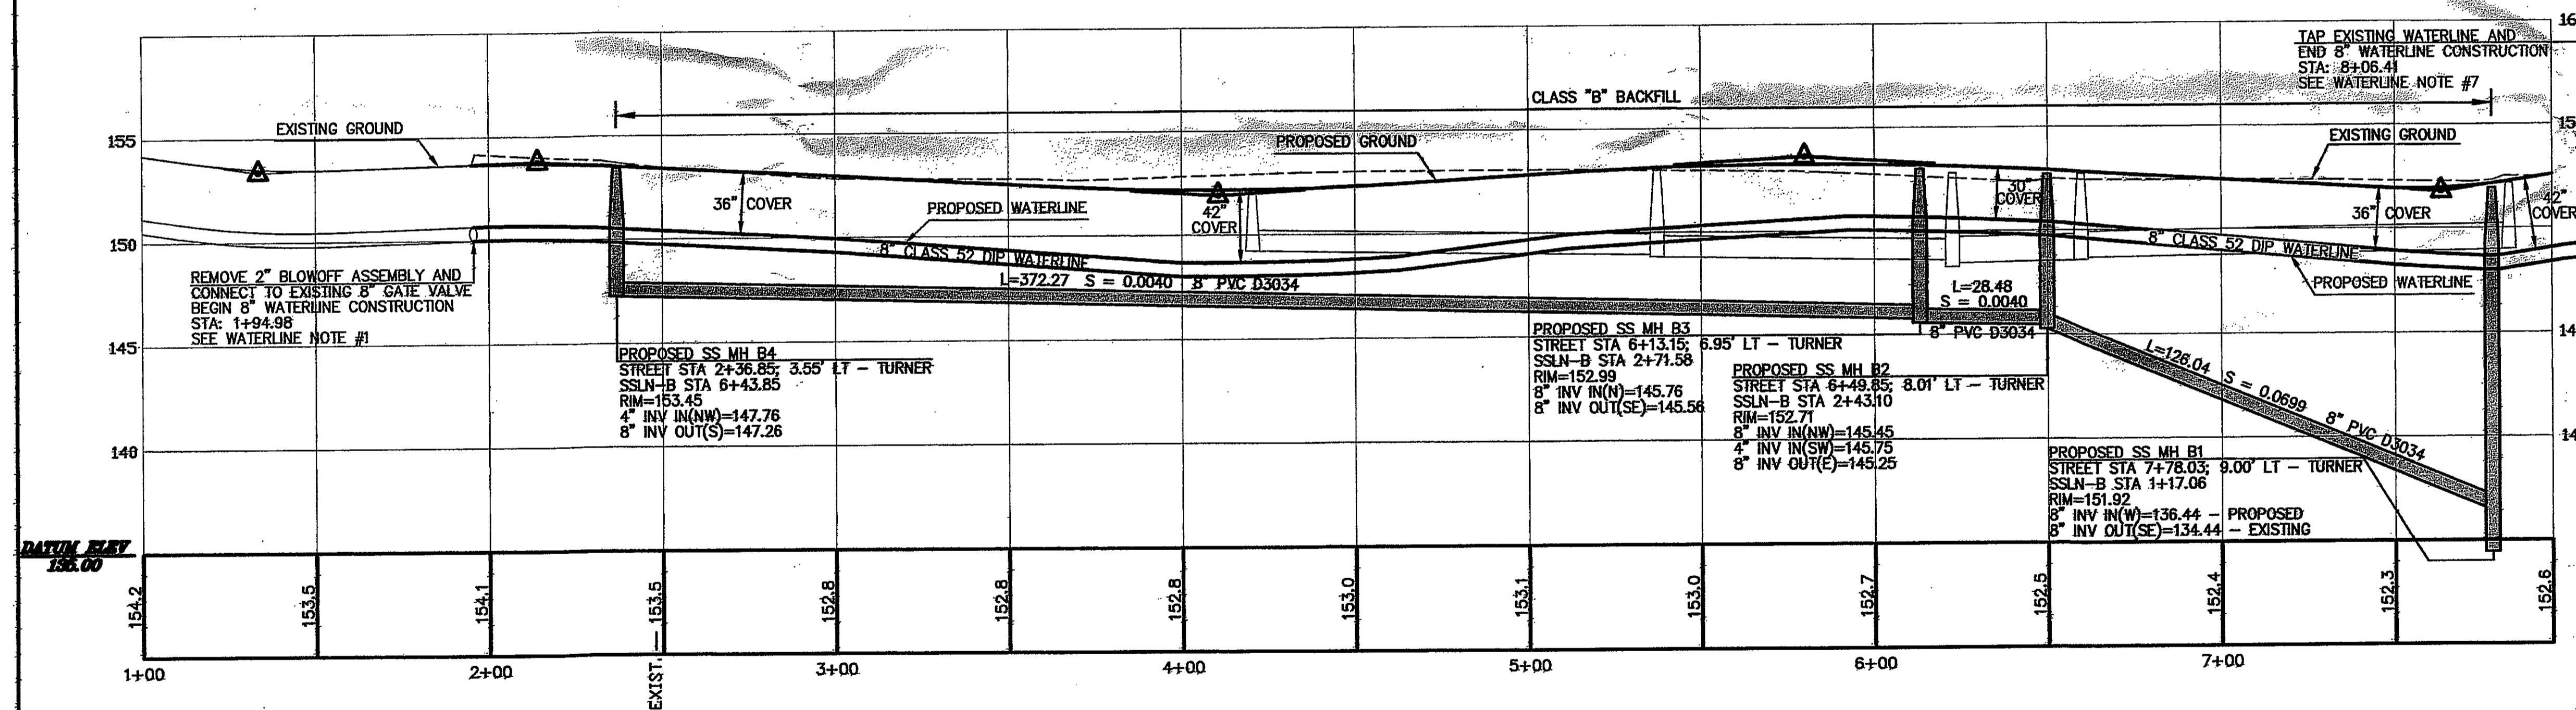 TAP EXISTING WATERLINE AND
END 8" WATERLINE CONSTRUCTION
STA: 8+06.41
SEE WATERLINE NOTE #7
16
CLASS "B" BACKFILL
EXISTING GROUND
PROPOSED GROUND
EXISTING GROUND
155
15
36" COVER
PROPOSED WATERLINE
42"
COVER
30"
COVER
36" COVER
42"
COVER
150
8" CLASS 52 DIP WATERLINE
8" CLASS 52 DIP WATERLINE
PROPOSED WATERLINE
REMOVE 2" BLOWOFF ASSEMBLY AND
CONNECT TO EXISTING 8" GATE VALVE
BEGIN 8" WATERLINE CONSTRUCTION
STA: 1+94.98
SEE WATERLINE NOTE #1
L=372.27 S = 0.0040 8" PVC D3034
L=28.48
S = 0.0040
8" PVC D3034
145
14
PROPOSED SS MH B4
STREET STA 2+36.85; 3.55' LT - TURNER
SSLN-B STA 6+43.85
RIM=153.45
4" INV IN(NW)=147.76
8" INV OUT(S)=147.26
PROPOSED SS MH B3
STREET STA 6+13.15; 6.95' LT - TURNER
SSLN-B STA 2+71.58
RIM=152.99
8" INV IN(N)=145.76
8" INV OUT(SE)=145.56
PROPOSED SS MH B2
STREET STA 6+49.85; 8.01' LT - TURNER
SSLN-B STA 2+43.10
RIM=152.71
8" INV IN(NW)=145.45
4" INV IN(SW)=145.75
8" INV OUT(E)=145.25
L=126.04 S = 0.0699 8" PVC D3034
140
14
PROPOSED SS MH B1
STREET STA 7+78.03; 9.00' LT - TURNER
SSLN-B STA 1+17.06
RIM=151.92
8" INV IN(W)=136.44 - PROPOSED
8" INV OUT(SE)=134.44 - EXISTING
DATUM ELEV
135.00
154.2
153.5
154.1
EXIST. - 153.5
152.8
152.8
152.8
153.0
153.1
153.0
152.7
152.5
152.4
152.3
152.6
1+00
2+00
3+00
4+00
5+00
6+00
7+00